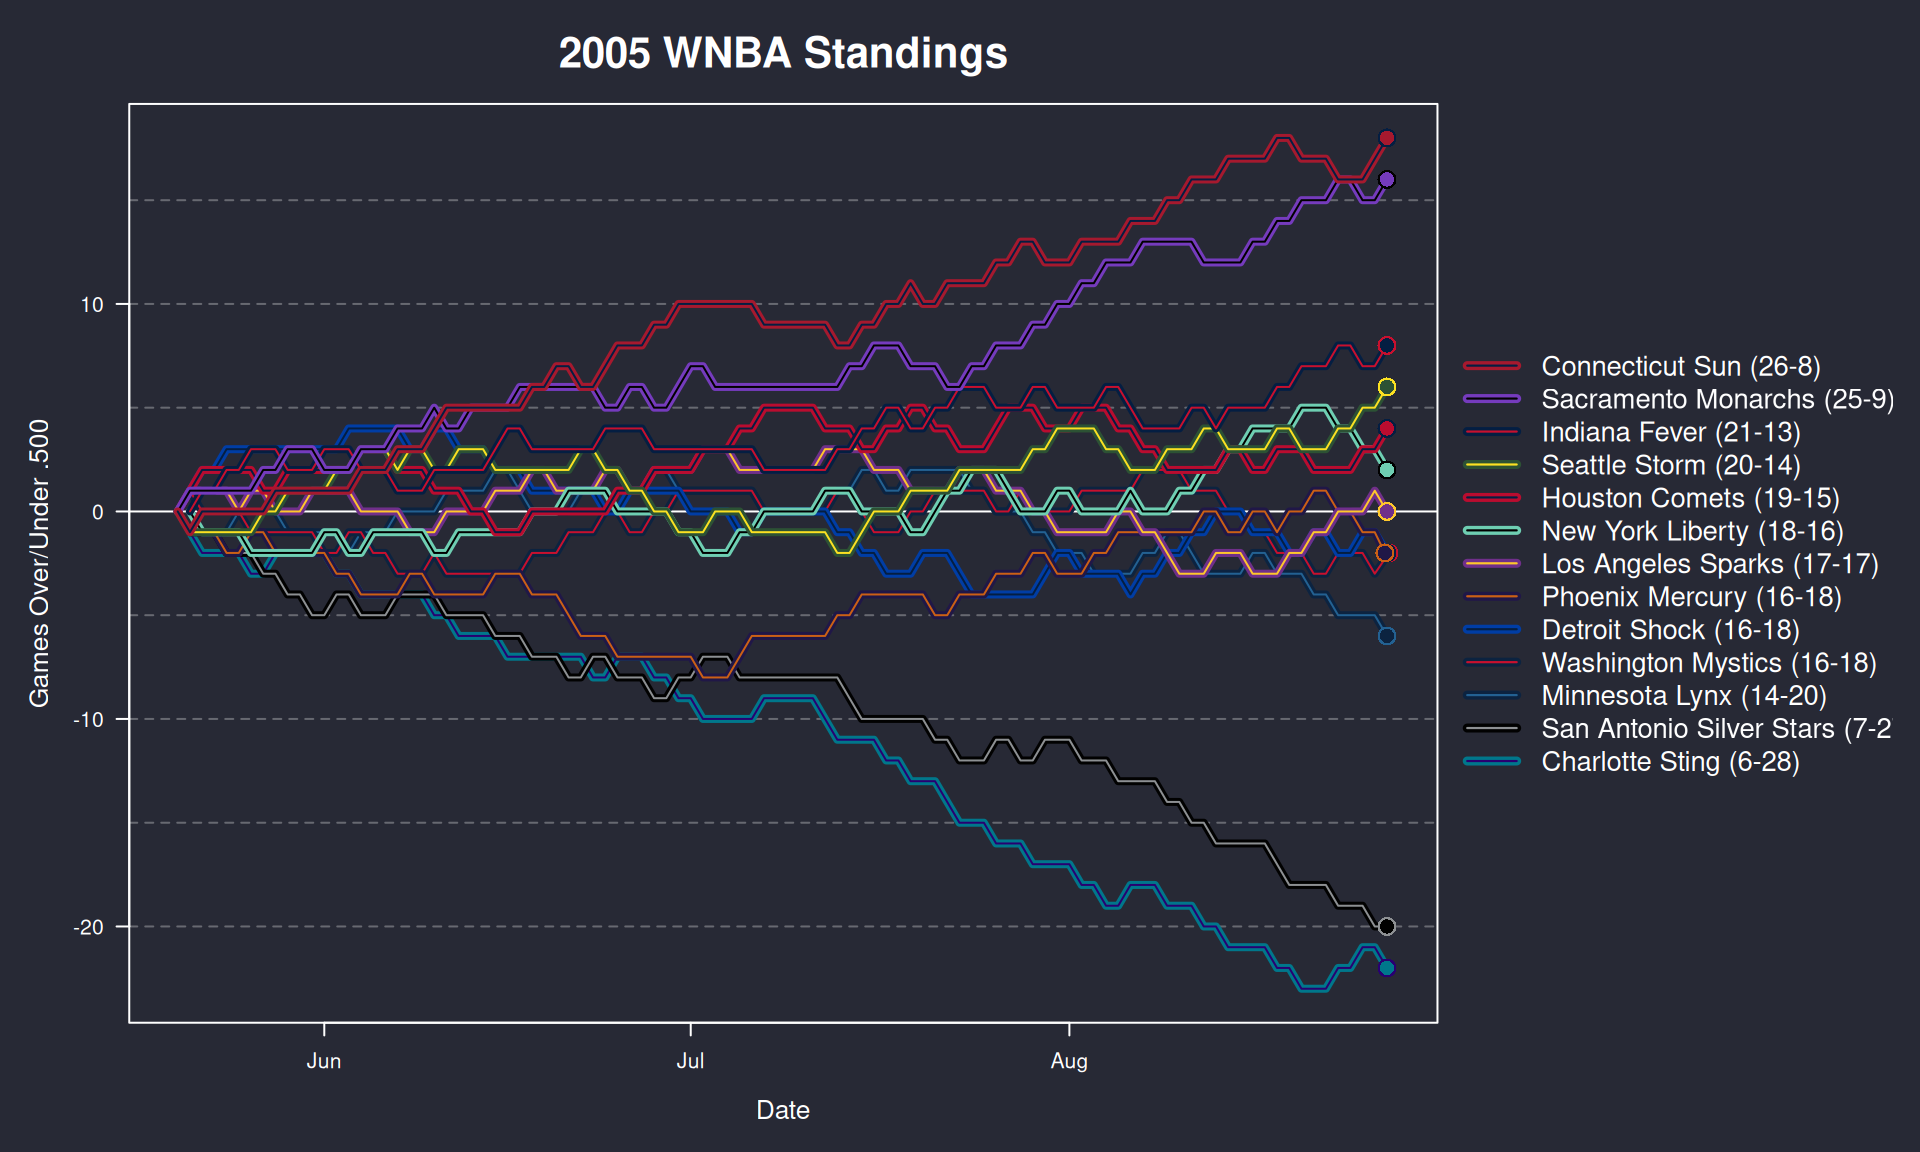 2005 WNBA Standings
Games Over/Under .500
10
0
-10
-20
Jun
Jul
Aug
Date
Connecticut Sun (26-8)
Sacramento Monarchs (25-9)
Indiana Fever (21-13)
Seattle Storm (20-14)
Houston Comets (19-15)
New York Liberty (18-16)
Los Angeles Sparks (17-17)
Phoenix Mercury (16-18)
Detroit Shock (16-18)
Washington Mystics (16-18)
Minnesota Lynx (14-20)
San Antonio Silver Stars (7-2
Charlotte Sting (6-28)